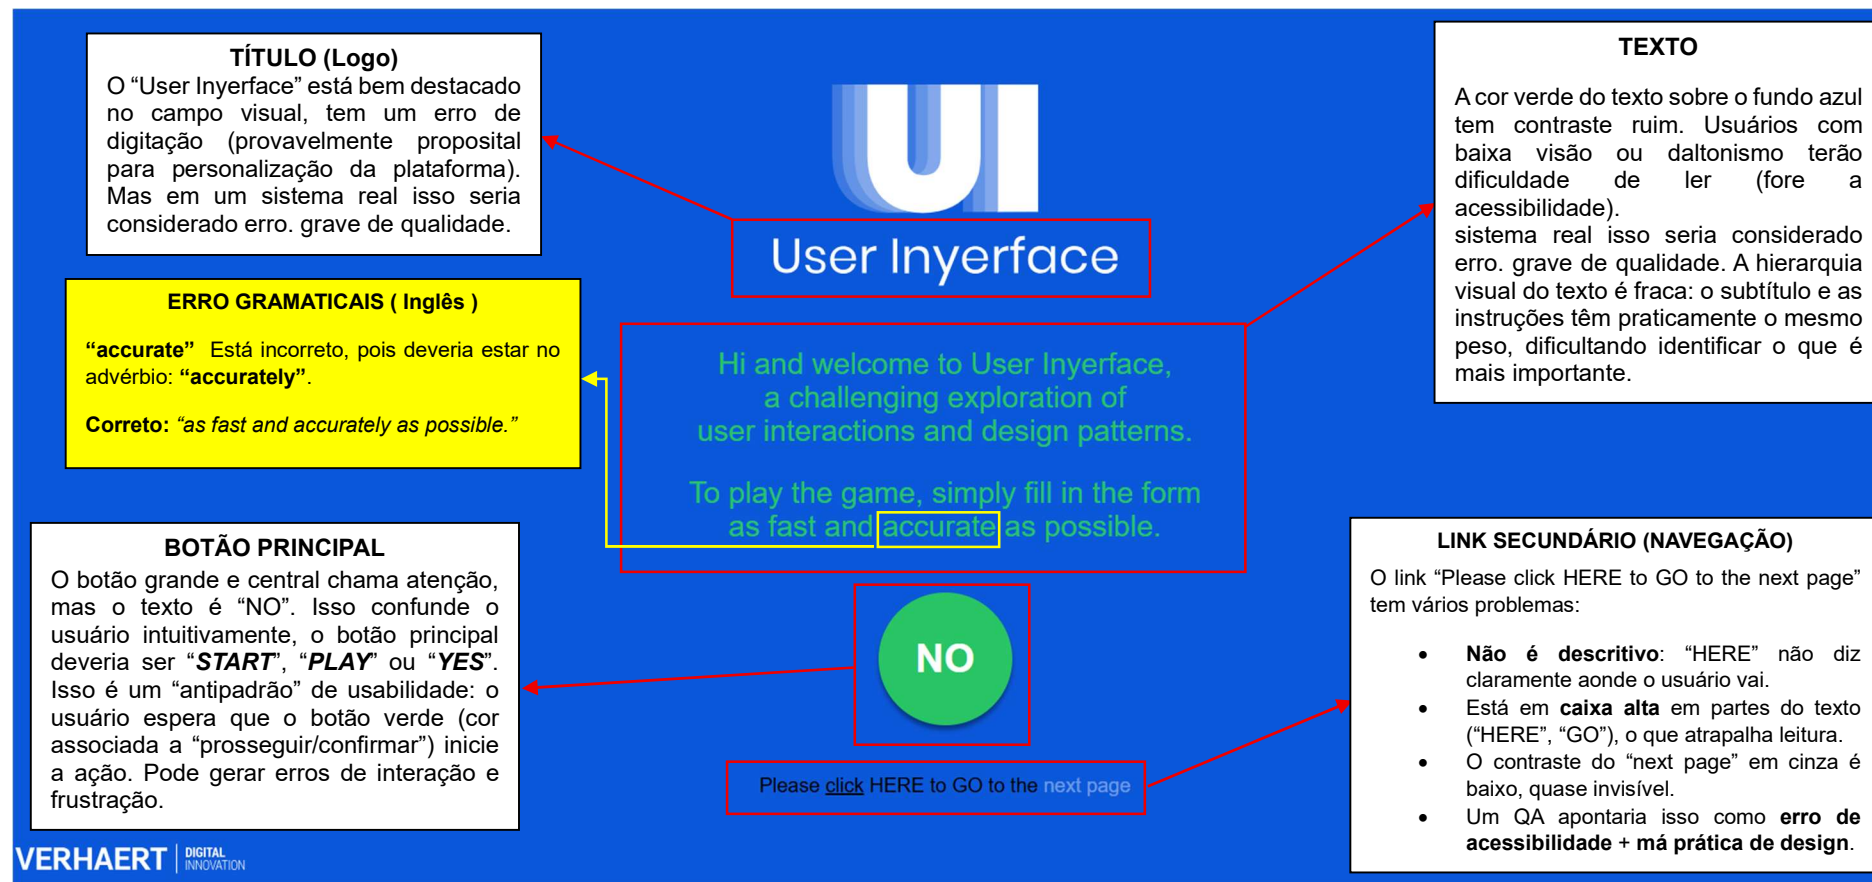 TÍTULO (Logo)
O “User Inyerface” está bem destacado
no campo visual, tem um erro de
digitação (provavelmente proposital
para personalização da plataforma).
Mas em um sistema real isso seria
considerado erro. grave de qualidade.
ERRO GRAMATICAIS ( Inglês )
“accurate” Está incorreto, pois deveria estar no
advérbio: “accurately”.
Correto: “as fast and accurately as possible.”
BOTÃO PRINCIPAL
O botão grande e central chama atenção,
mas o texto é “NO”. Isso confunde o
usuário intuitivamente, o botão principal
deveria ser “START”, “PLAY” ou “YES”.
Isso é um “antipadrão” de usabilidade: o
usuário espera que o botão verde (cor
associada a “prosseguir/confirmar”) inicie
a ação. Pode gerar erros de interação e
frustração.
VERHAERT
DIGITAL
INNOVATION
UI
User Inyerface
Hi and welcome to User Inyerface,
a challenging exploration of
user interactions and design patterns.
To play the game, simply fill in the form
as fast and accurate as possible.
NO
Please click HERE to GO to the next page
TEXTO
A cor verde do texto sobre o fundo azul
tem contraste ruim. Usuários com
baixa visão ou daltonismo terão
dificuldade de ler (fore a
acessibilidade).
sistema real isso seria considerado
erro. grave de qualidade. A hierarquia
visual do texto é fraca: o subtítulo e as
instruções têm praticamente o mesmo
peso, dificultando identificar o que é
mais importante.
LINK SECUNDÁRIO (NAVEGAÇÃO)
O link “Please click HERE to GO to the next page”
tem vários problemas:
• Não é descritivo: “HERE” não diz
claramente aonde o usuário vai.
• Está em caixa alta em partes do texto
(“HERE”, “GO”), o que atrapalha leitura.
• O contraste do “next page” em cinza é
baixo, quase invisível.
• Um QA apontaria isso como erro de
acessibilidade + má prática de design.